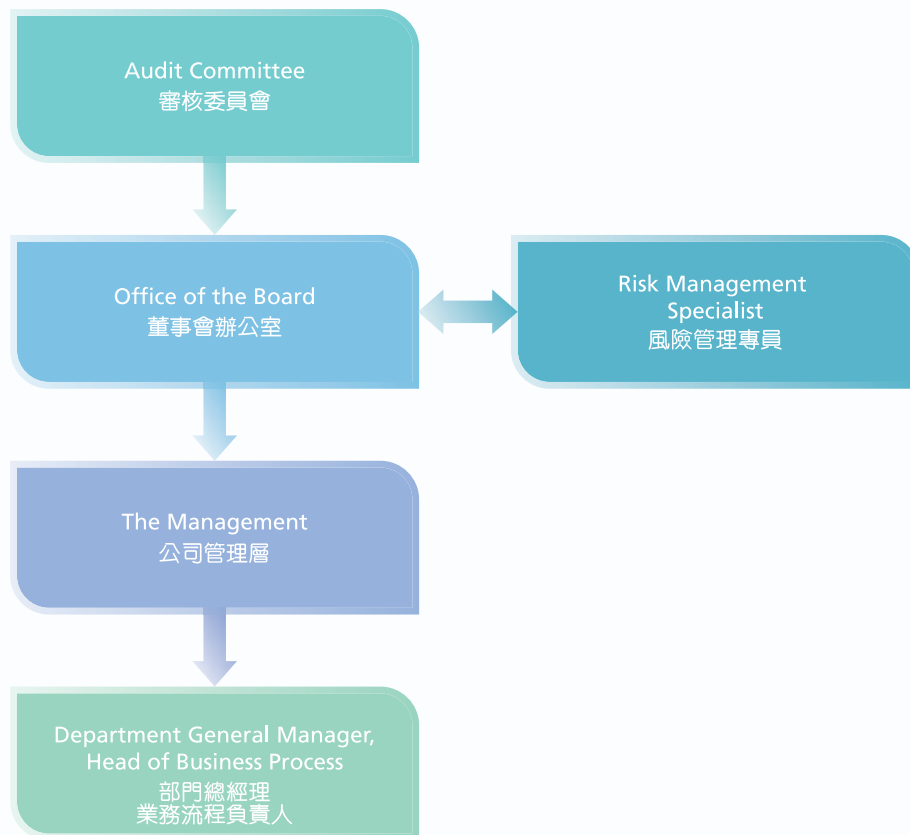 Audit Committee
審核委員會
Office of the Board
董事會辦公室
Risk Management
Specialist
風險管理專員
The Management
公司管理層
Department General Manager,
Head of Business Process
部門總經理
業務流程負責人